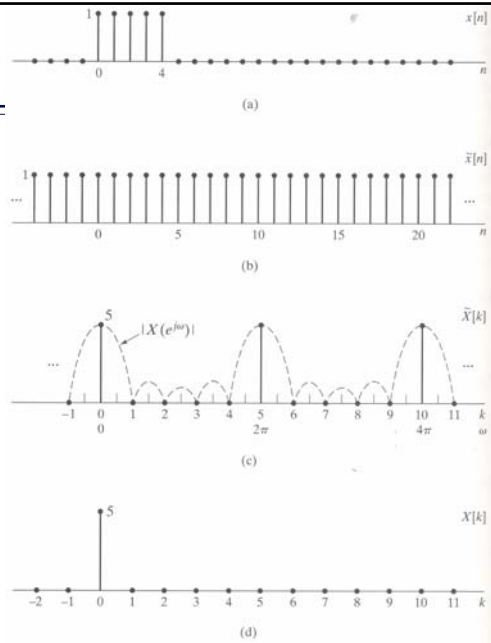 1
x[n]
0 4 n
(a)
1
x̃[n]
... ...
0 5 10 15 20 n
(b)
5
|X(e^{jω})|
X̃[k]
... ...
-1 0 1 2 3 4 5 6 7 8 9 10 11 k
0 2π 4π ω
(c)
5
X[k]
-2 -1 0 1 2 3 4 5 6 7 8 9 10 11 k
(d)